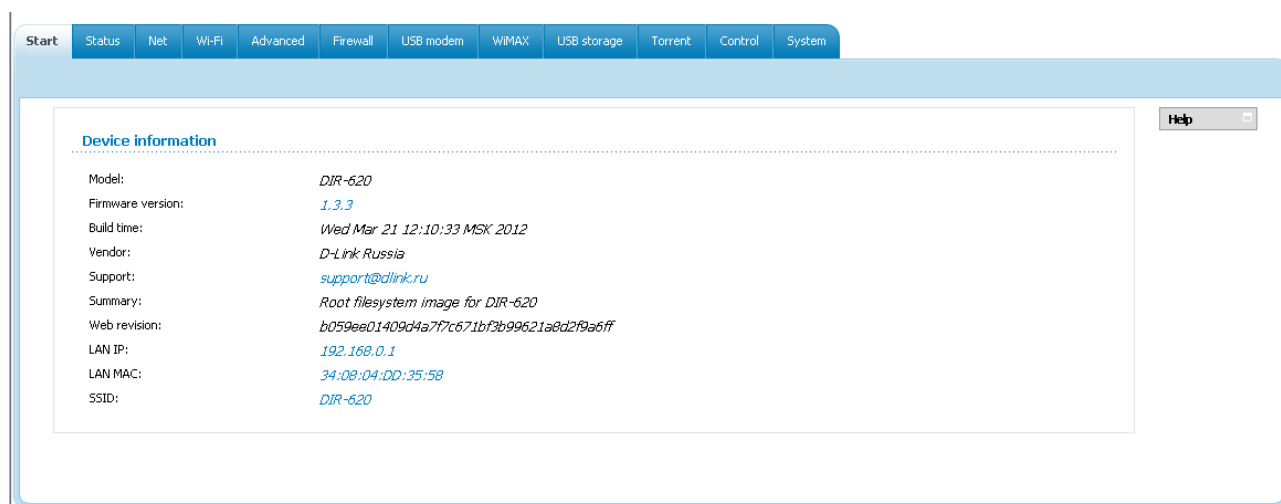 Start Status Net Wi-Fi Advanced Firewall USB modem WiMAX USB storage Torrent Control System
Help
Device information
Model: DIR-620
Firmware version: 1.3.3
Build time: Wed Mar 21 12:10:33 MSK 2012
Vendor: D-Link Russia
Support: support@dlink.ru
Summary: Root filesystem image for DIR-620
Web revision: b059ee01409d4a7f7c671bf3b99621a8d2f9a6ff
LAN IP: 192.168.0.1
LAN MAC: 34:08:04:DD:35:58
SSID: DIR-620